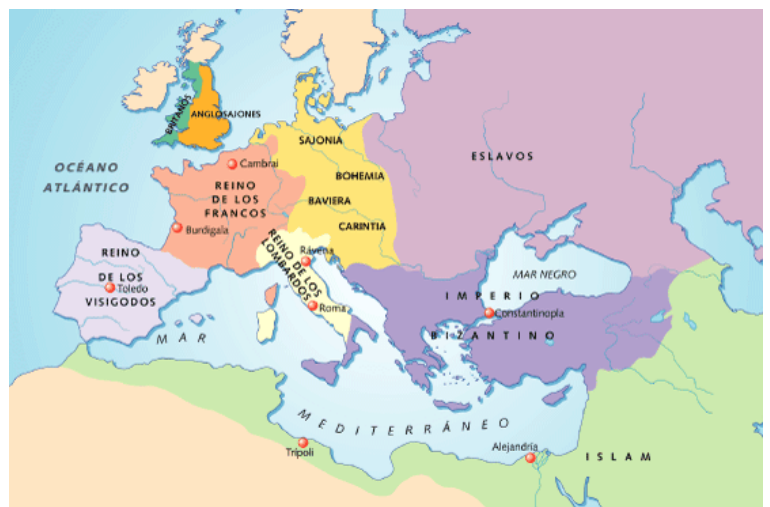 BRITANOS
ANGLOSAJONES
SAJONIA
ESLAVOS
OCÉANO
ATLÁNTICO
Cambrai
REINO
DE LOS
FRANCOS
BOHEMIA
BAVIERA
CARINTIA
Burdigala
REINO DE LOS
LOMBARDOS
Rávena
Roma
REINO
DE LOS
VISIGODOS
Toledo
MAR NEGRO
IMPERIO
BIZANTINO
Constantinopla
MAR
MEDITERRÁNEO
Trípoli
Alejandría
ISLAM